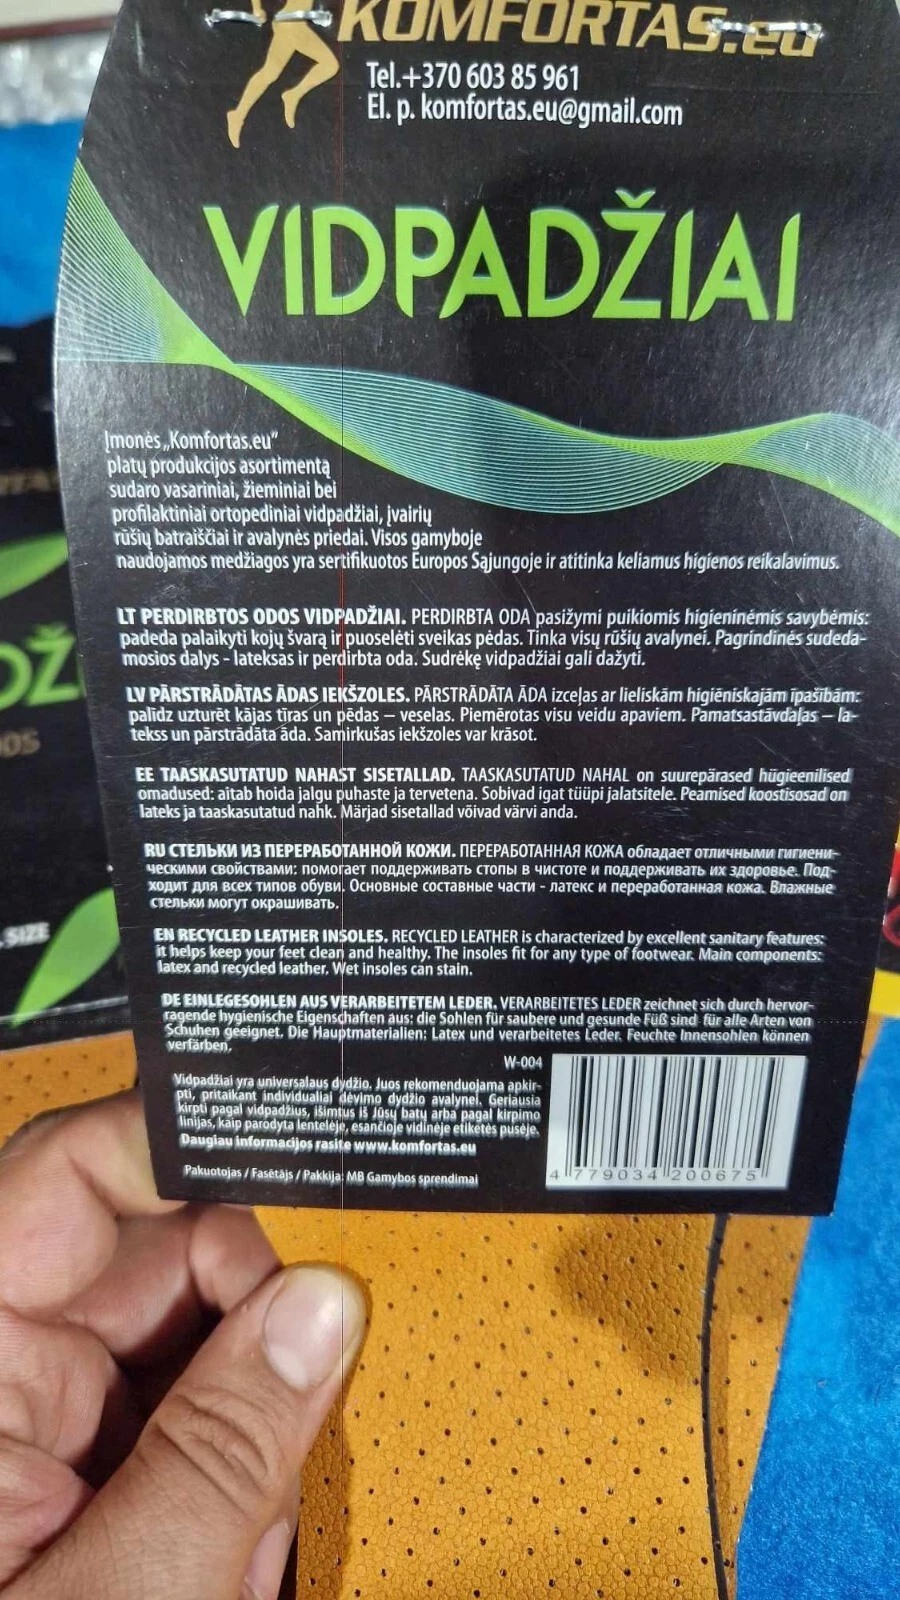 KOMFORTAS.eu
Tel.+370 603 85 961
El. p. komfortas.eu@gmail.com
VIDPADŽIAI
Įmonės „Komfortas.eu"
platų produkcijos asortimentą
sudaro vasariniai, žieminiai bei
profilaktiniai ortopediniai vidpadžiai, įvairių
rūšių batraiščiai ir avalynės priedai. Visos gamyboje
naudojamos medžiagos yra sertifikuotos Europos Sąjungoje ir atitinka keliamus higienos reikalavimus.
LT PERDIRBTOS ODOS VIDPADŽIAI. PERDIRBTA ODA pasižymi puikiomis higieninėmis savybėmis:
padeda palaikyti kojų švarą ir puoselėti sveikas pėdas. Tinka visų rūšių avalynei. Pagrindinės sudeda-
mosios dalys - lateksas ir perdirbta oda. Sudrėkę vidpadžiai gali dažyti.
LV PĀRSTRĀDĀTAS ĀDAS IEKŠZOLES. PĀRSTRĀDĀTA ĀDA izceļas ar lieliskām higiēniskajām īpašībām:
palīdz uzturēt kājas tīras un pēdas – veselas. Piemērotas visu veidu apaviem. Pamatsastāvdaļas – la-
tekss un pārstrādāta āda. Samirkušas iekšzoles var krāsot.
EE TAASKASUTATUD NAHAST SISETALLAD. TAASKASUTATUD NAHAL on suurepärased hügieenilised
omadused: aitab hoida jalgu puhaste ja tervetena. Sobivad igat tüüpi jalatsitele. Peamised koostisosad on
lateks ja taaskasutatud nahk. Märjad sisetallad võivad värvi anda.
RU СТЕЛЬКИ ИЗ ПЕРЕРАБОТАННОЙ КОЖИ. ПЕРЕРАБОТАННАЯ КОЖА обладает отличными гигиени-
ческими свойствами: помогает поддерживать стопы в чистоте и поддерживать их здоровье. Под-
ходит для всех типов обуви. Основные составные части - латекс и переработанная кожа. Влажные
стельки могут окрашивать.
EN RECYCLED LEATHER INSOLES. RECYCLED LEATHER is characterized by excellent sanitary features:
it helps keep your feet clean and healthy. The insoles fit for any type of footwear. Main components:
latex and recycled leather. Wet insoles can stain.
DE EINLEGESOHLEN AUS VERARBEITETEM LEDER. VERARBEITETES LEDER zeichnet sich durch hervor-
ragende hygienische Eigenschaften aus: die Sohlen für saubere und gesunde Füß sind für alle Arten von
Schuhen geeignet. Die Hauptmaterialien: Latex und verarbeitetes Leder. Feuchte Innensohlen können
verfärben.
W-004
Vidpadžiai yra universalaus dydžio. Juos rekomenduojama apkir-
pti, pritaikant individualiai dėvimo dydžio avalynei. Geriausia
kirpti pagal vidpadžius, išimtus iš Jūsų batų arba pagal kirpimo
linijas, kaip parodyta lentelėje, esančioje vidinėje etiketės pusėje.
Daugiau informacijos rasite www.komfortas.eu
Pakuotojas / Fasētājs / Pakkija: MB Gamybos sprendimai
4 779034 200675
SIZE